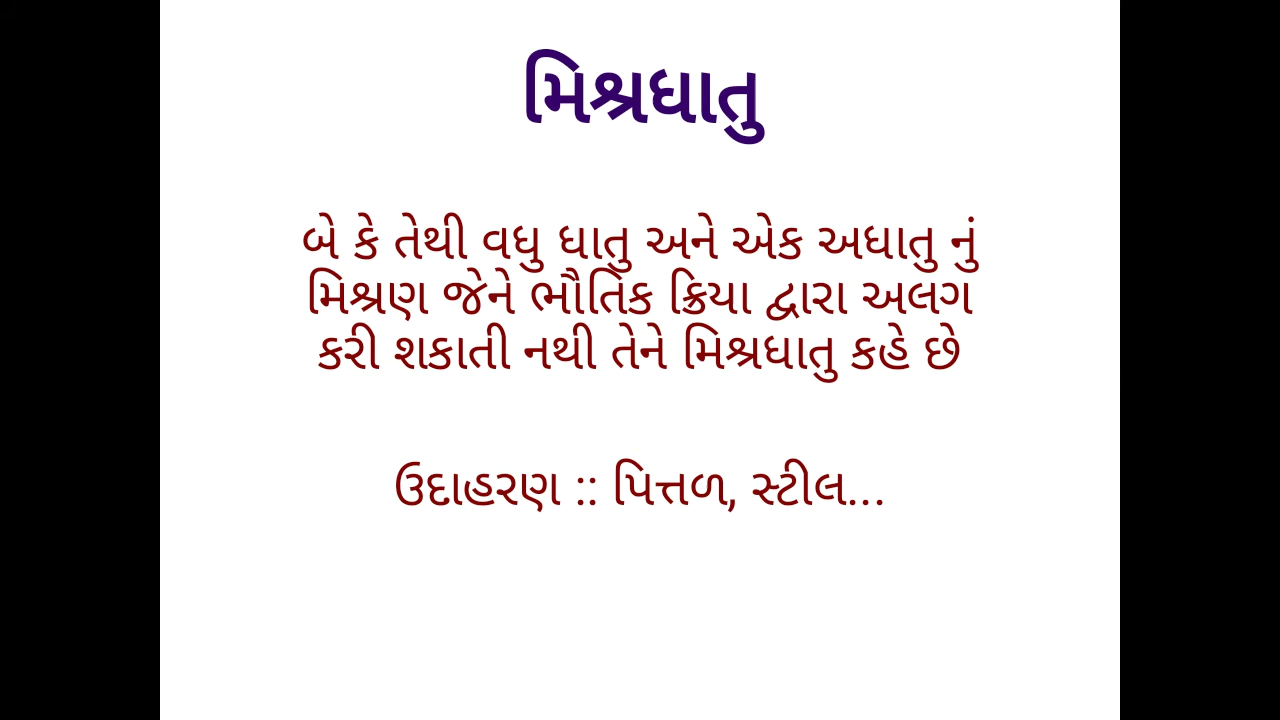 મિશ્રધાતુ
બે કે તેથી વધુ ધાતુ અને એક અધાતુ નું
મિશ્રણ જેને ભૌતિક ક્રિયા દ્વારા અલગ
કરી શકાતી નથી તેને મિશ્રધાતુ કહે છે
ઉદાહરણ :: પિત્તળ, સ્ટીલ...